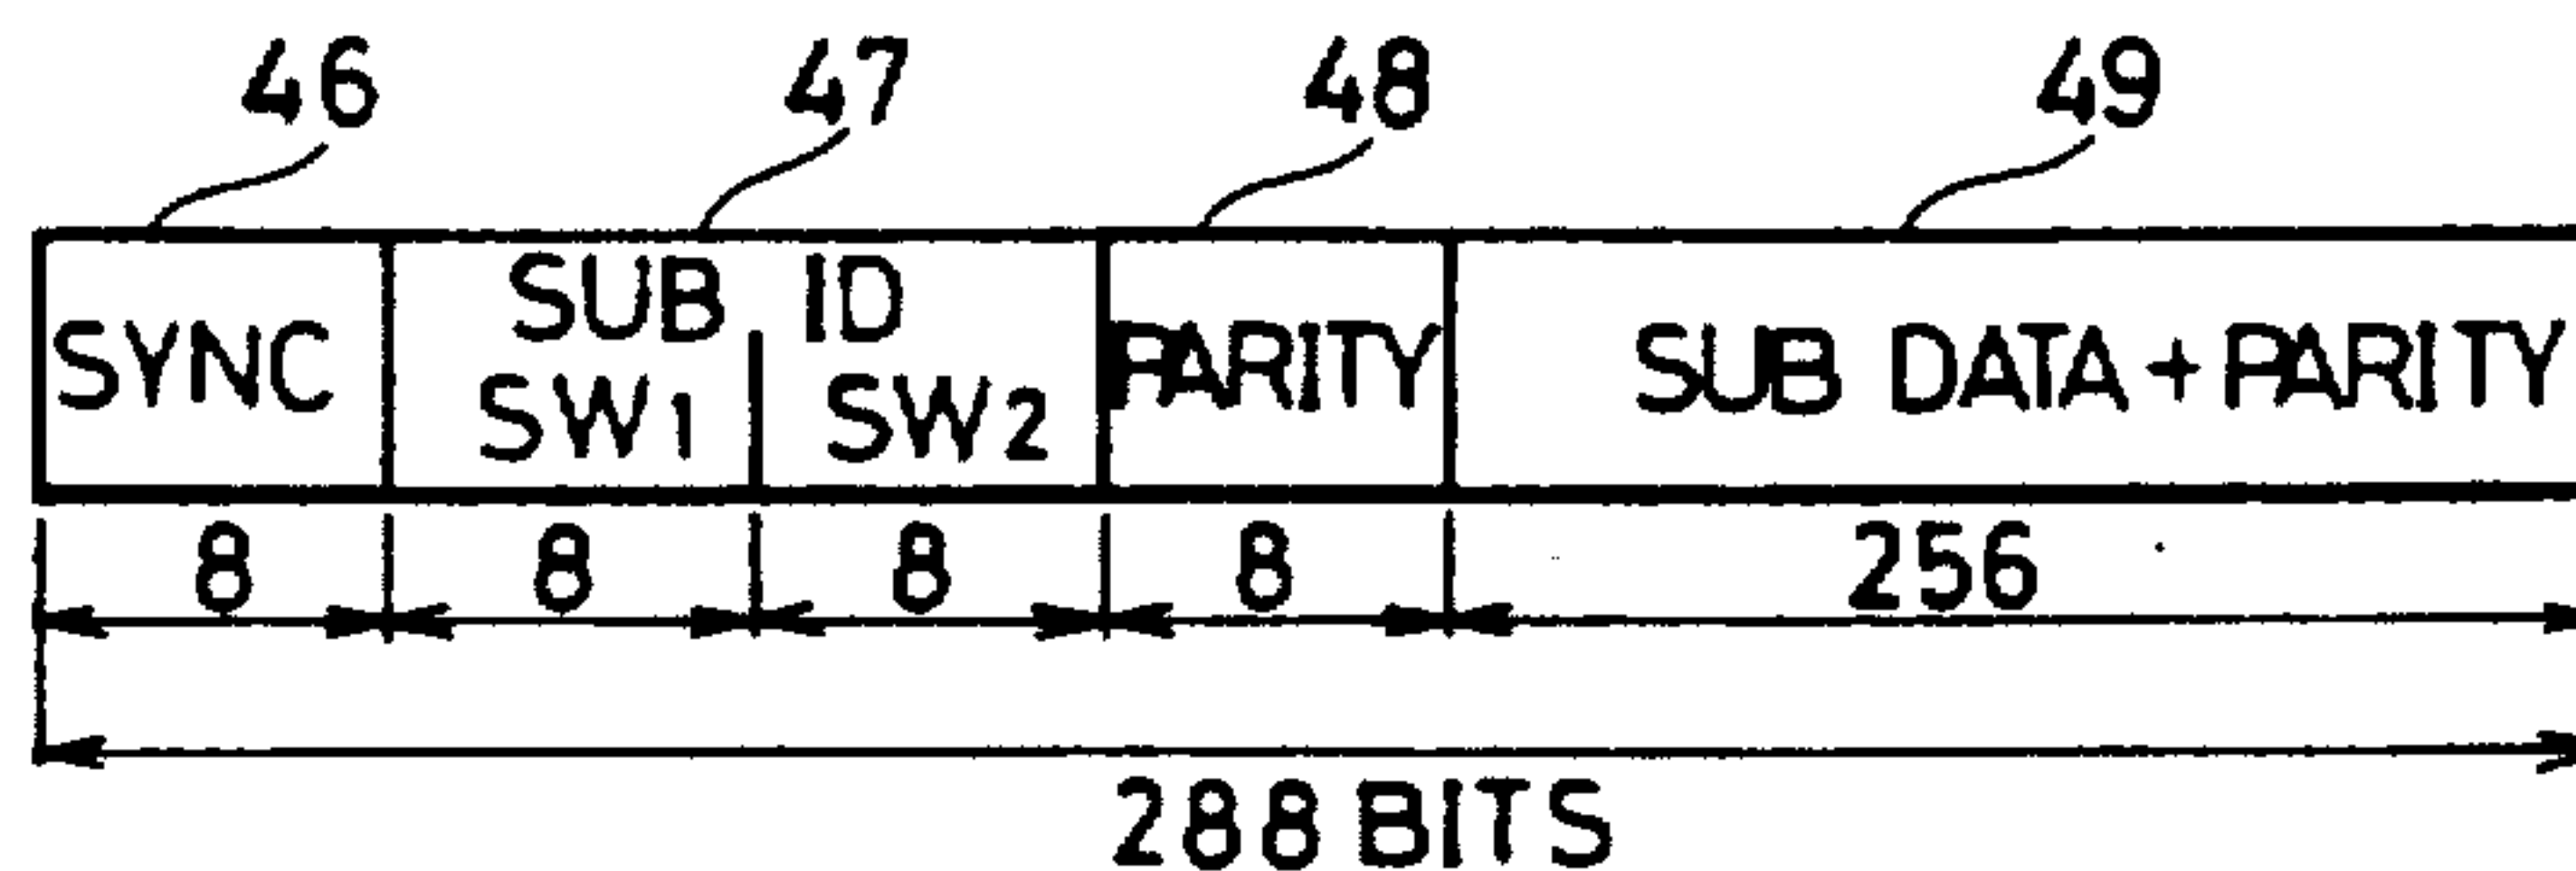 46 47 48 49
SYNC SUB ID PARITY SUB DATA + PARITY
SW1 SW2
8 8 8 8 256
288 BITS